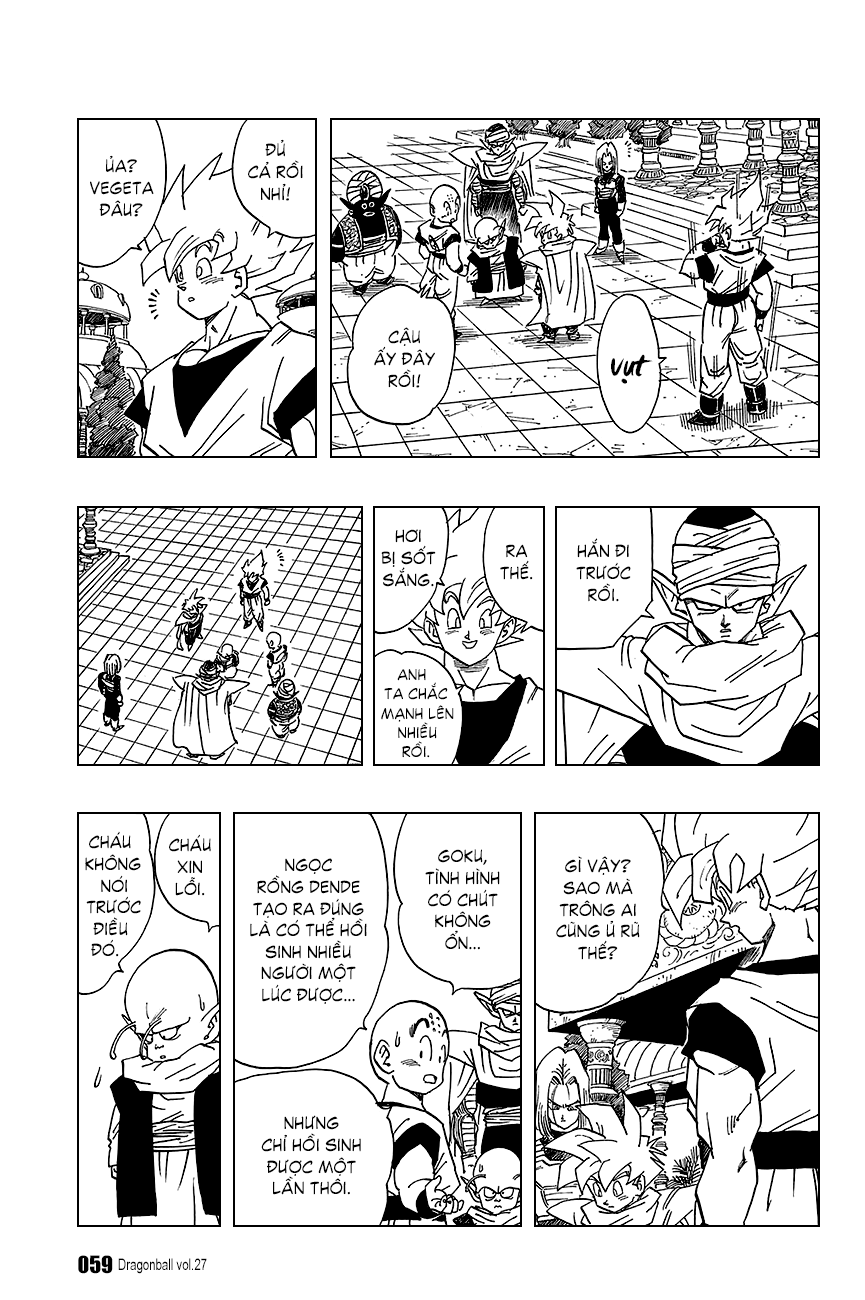 VỤT
CẬU
ẤY ĐÂY
RỒI!
ĐỦ
CẢ RỒI
NHỈ!
ỦA?
VEGETA
ĐÂU?
HẮN ĐI
TRƯỚC
RỒI.
RA
THẾ.
HƠI
BỊ SỐT
SẮNG.
ANH
TA CHẮC
MẠNH LÊN
NHIỀU
RỒI.
GÌ VẬY?
SAO MÀ
TRÔNG AI
CŨNG Ủ RŨ
THẾ?
GOKU,
TÌNH HÌNH
CÓ CHÚT
KHÔNG
ỔN...
NGỌC
RỒNG DENDE
TẠO RA ĐÚNG
LÀ CÓ THỂ HỒI
SINH NHIỀU
NGƯỜI MỘT
LÚC ĐƯỢC...
NHƯNG
CHỈ HỒI SINH
ĐƯỢC MỘT
LẦN THÔI.
CHÁU
XIN
LỖI.
CHÁU
KHÔNG
NÓI
TRƯỚC
ĐIỀU
ĐÓ.
059 Dragonball vol.27